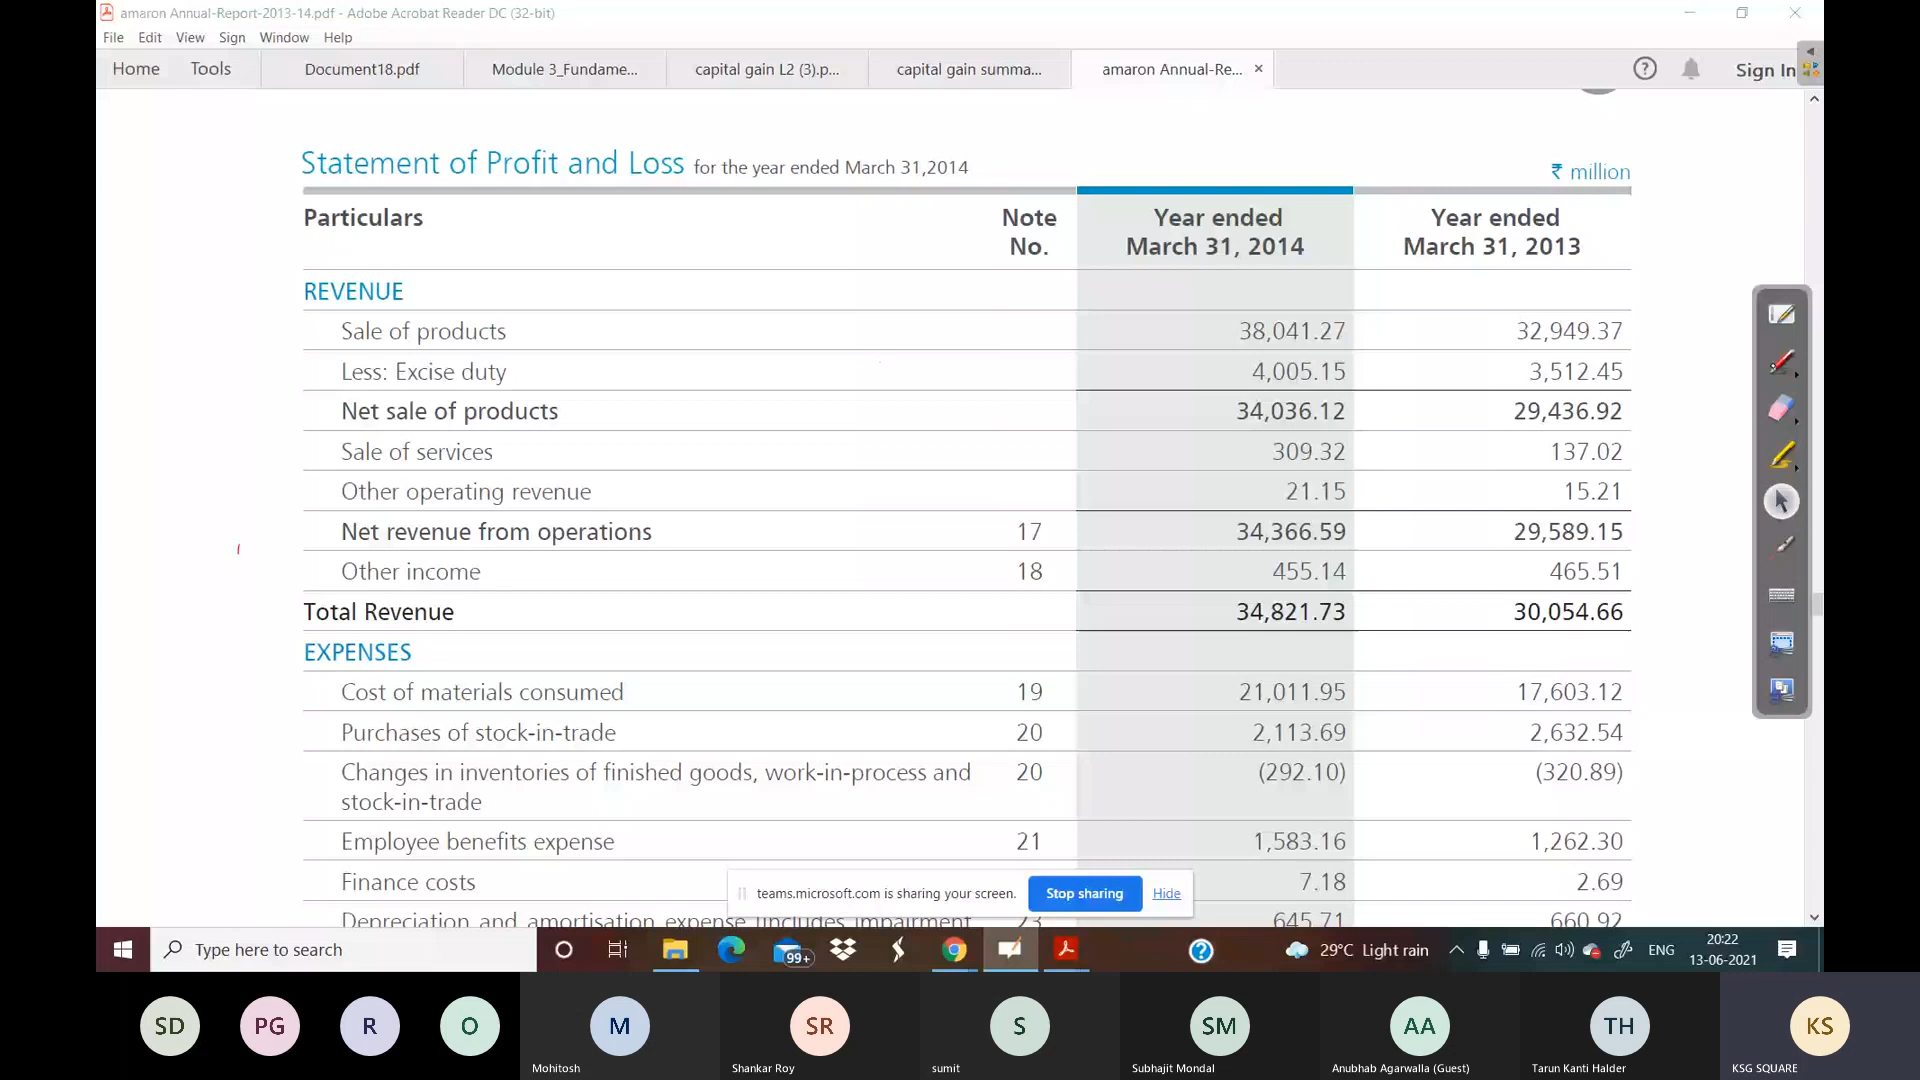 amaron Annual-Report-2013-14.pdf - Adobe Acrobat Reader DC (32-bit)
File Edit View Sign Window Help
Home Tools Document18.pdf Module 3_Fundame... capital gain L2 (3).p... capital gain summa... amaron Annual-Re... × Sign In
Statement of Profit and Loss for the year ended March 31,2014 ₹ million
Particulars Note No. Year ended March 31, 2014 Year ended March 31, 2013
REVENUE
Sale of products 38,041.27 32,949.37
Less: Excise duty 4,005.15 3,512.45
Net sale of products 34,036.12 29,436.92
Sale of services 309.32 137.02
Other operating revenue 21.15 15.21
Net revenue from operations 17 34,366.59 29,589.15
Other income 18 455.14 465.51
Total Revenue 34,821.73 30,054.66
EXPENSES
Cost of materials consumed 19 21,011.95 17,603.12
Purchases of stock-in-trade 20 2,113.69 2,632.54
Changes in inventories of finished goods, work-in-process and 20 (292.10) (320.89)
stock-in-trade
Employee benefits expense 21 1,583.16 1,262.30
Finance costs 7.18 2.69
teams.microsoft.com is sharing your screen. Stop sharing Hide
Depreciation and amortisation expense (includes impairment 23 645.71 660.92
Type here to search 99+ 29°C Light rain ENG 20:22
13-06-2021
SD PG R O M SR S SM AA TH KS
Mohitosh Shankar Roy sumit Subhajit Mondal Anubhab Agarwalla (Guest) Tarun Kanti Halder KSG SQUARE